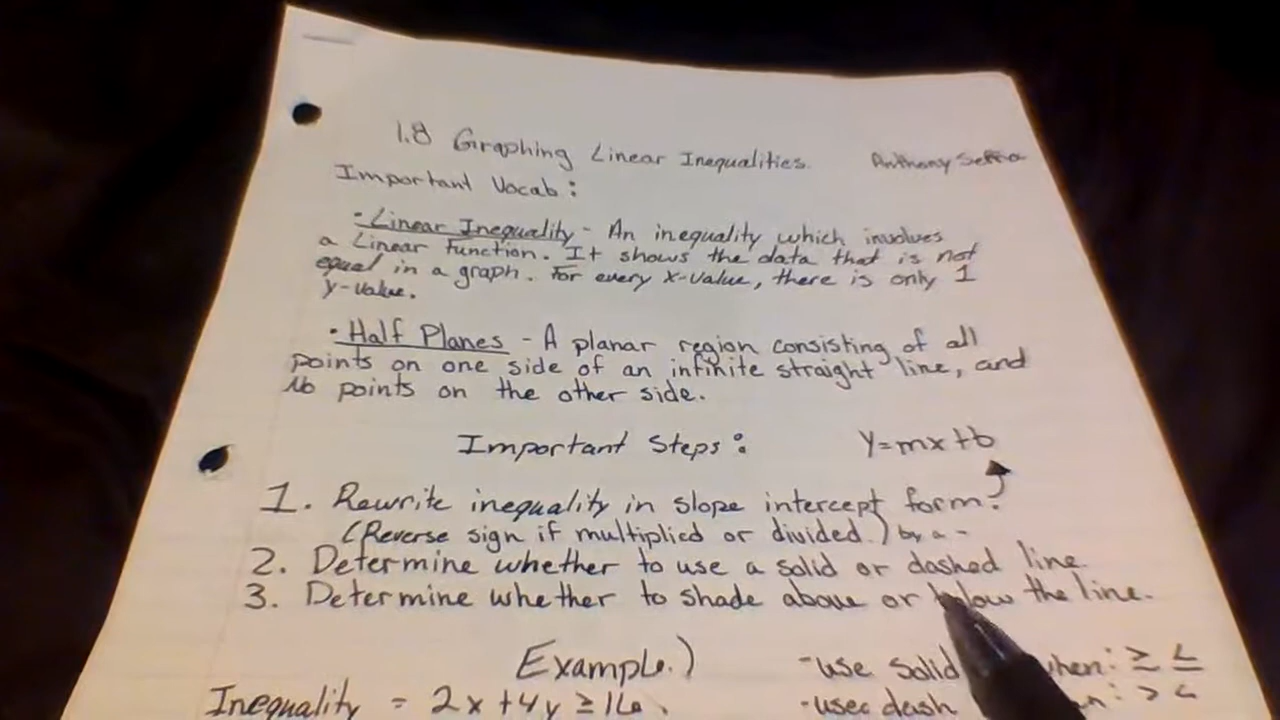 1.8 Graphing Linear Inequalities. Anthony
Important Vocab:
• Linear Inequality - An inequality which involves
a Linear function. It shows the data that is not
equal in a graph. For every x-value, there is only 1
y-value.
• Half Planes - A planar region consisting of all
points on one side of an infinite straight line, and
No points on the other side.
Important Steps: y=mx+b
1. Rewrite inequality in slope intercept form.
(Reverse sign if multiplied or divided.) by a -
2. Determine whether to use a solid or dashed line.
3. Determine whether to shade above or below the line.
Example.) -use solid when: ≥ ≤
Inequality = 2x+4y ≥ 16. -use dash : > <